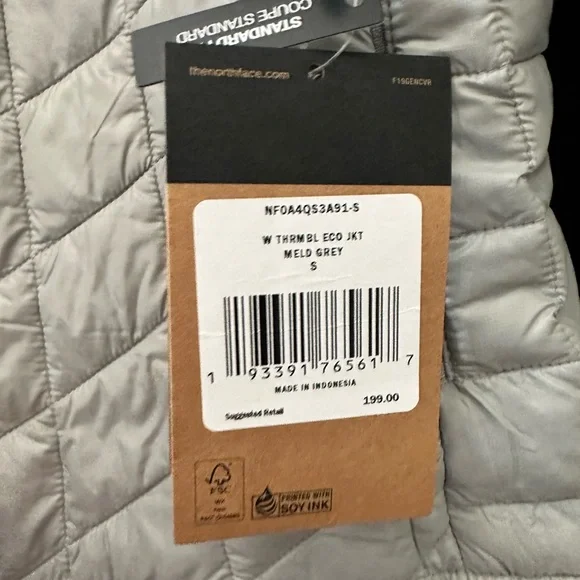 STANDARD
COUPE STANDARD
thenorthface.com
F19GENCVR
NF0A4QS3A91-S
W THRMBL ECO JKT
MELD GREY
S
1 93391 76561 7
MADE IN INDONESIA
Suggested Retail 199.00
FSC
PRINTED WITH
SOY INK